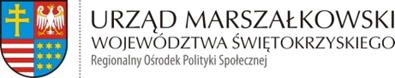 URZĄD MARSZAŁKOWSKI
WOJEWÓDZTWA ŚWIĘTOKRZYSKIEGO
Regionalny Ośrodek Polityki Społecznej